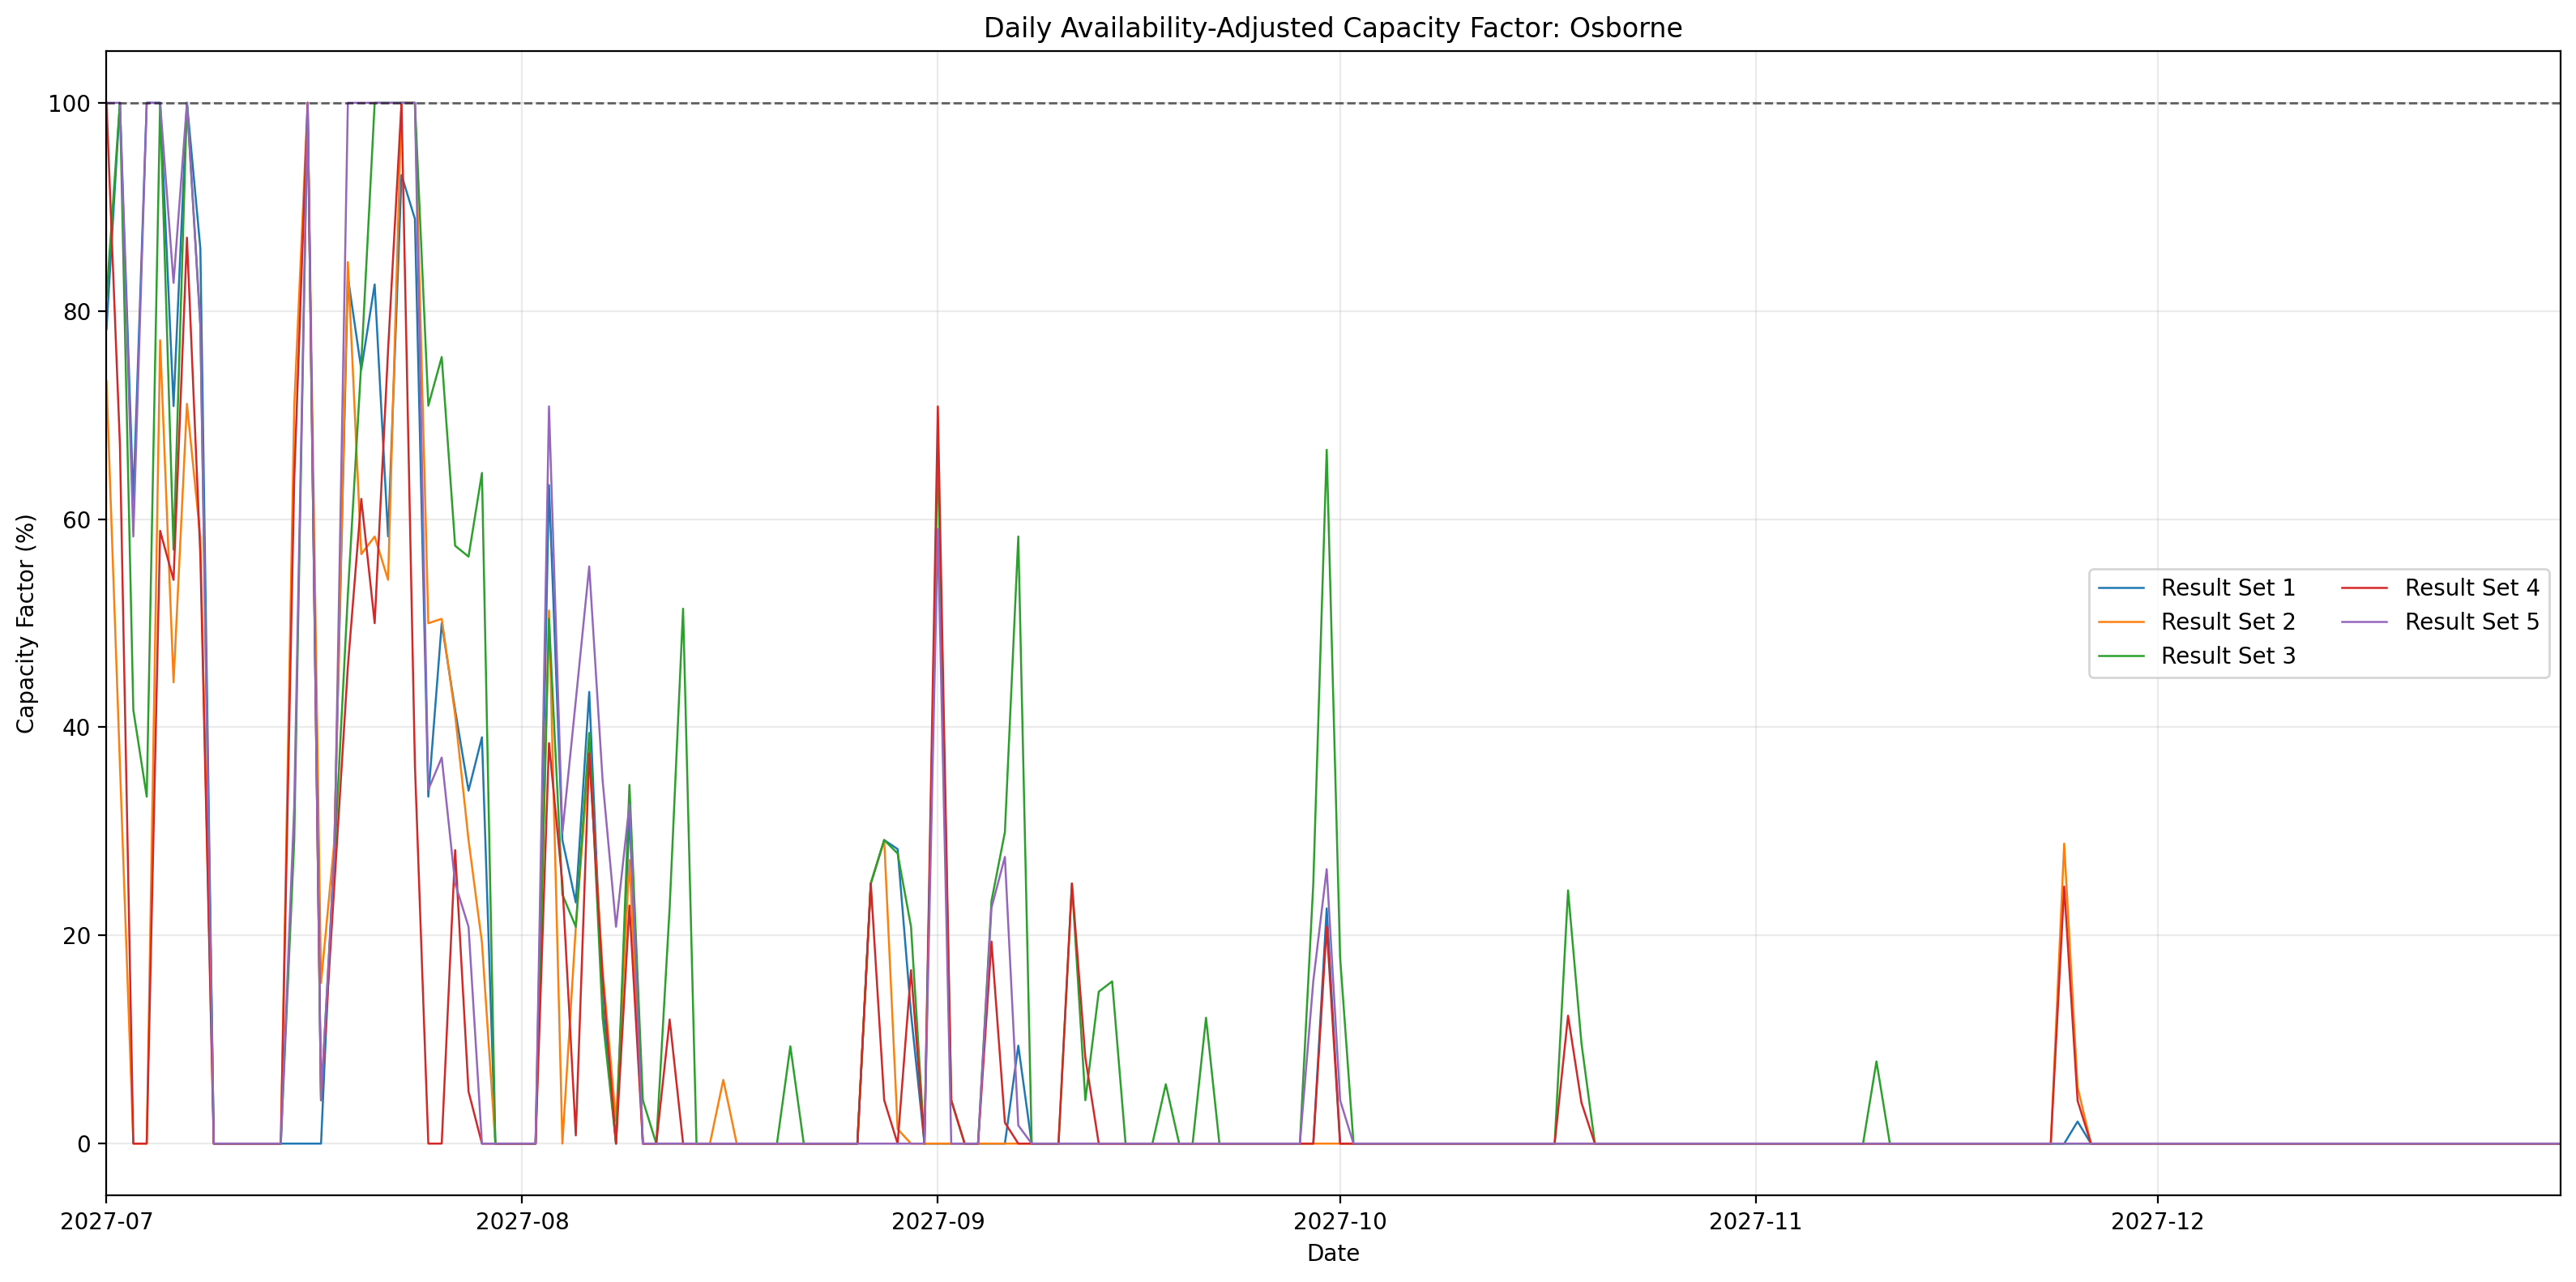 Daily Availability-Adjusted Capacity Factor: Osborne
Capacity Factor (%)
100
80
60
40
20
0
Result Set 1
Result Set 2
Result Set 3
Result Set 4
Result Set 5
2027-07
2027-08
2027-09
2027-10
2027-11
2027-12
Date